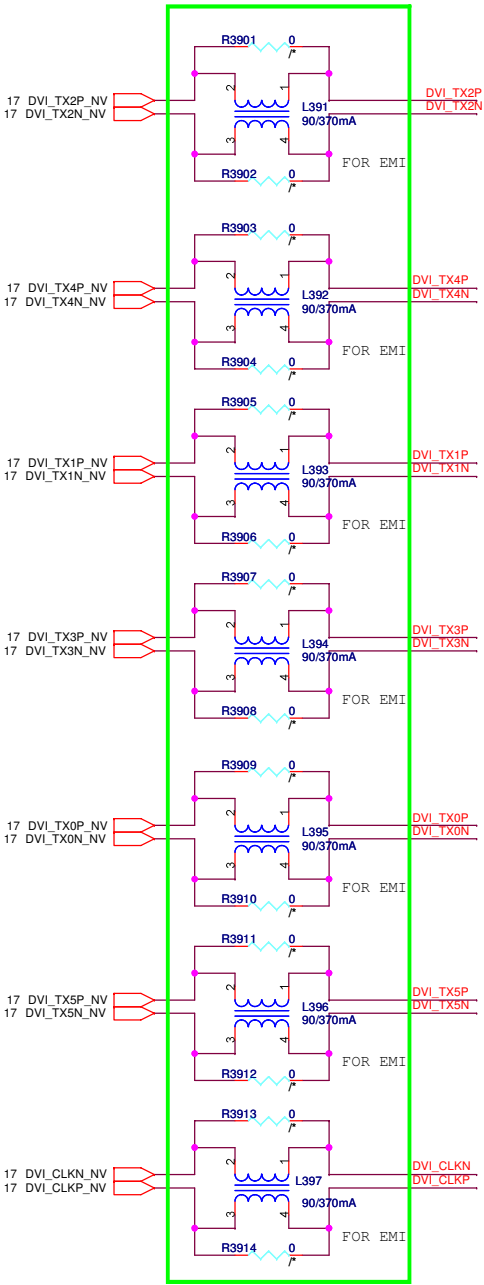 R3901 0
/*
2 1
17 DVI_TX2P_NV DVI_TX2P
17 DVI_TX2N_NV DVI_TX2N
L391
90/370mA
3 4
R3902 0
/*
FOR EMI
R3903 0
/*
2 1
17 DVI_TX4P_NV DVI_TX4P
17 DVI_TX4N_NV DVI_TX4N
L392
90/370mA
3 4
R3904 0
/*
FOR EMI
R3905 0
/*
2 1
17 DVI_TX1P_NV DVI_TX1P
17 DVI_TX1N_NV DVI_TX1N
L393
90/370mA
3 4
R3906 0
/*
FOR EMI
R3907 0
/*
2 1
17 DVI_TX3P_NV DVI_TX3P
17 DVI_TX3N_NV DVI_TX3N
L394
90/370mA
3 4
R3908 0
/*
FOR EMI
R3909 0
/*
2 1
17 DVI_TX0P_NV DVI_TX0P
17 DVI_TX0N_NV DVI_TX0N
L395
90/370mA
3 4
R3910 0
/*
FOR EMI
R3911 0
/*
2 1
17 DVI_TX5P_NV DVI_TX5P
17 DVI_TX5N_NV DVI_TX5N
L396
90/370mA
3 4
R3912 0
/*
FOR EMI
R3913 0
/*
2 1
17 DVI_CLKN_NV DVI_CLKN
17 DVI_CLKP_NV DVI_CLKP
L397
90/370mA
3 4
R3914 0
/*
FOR EMI